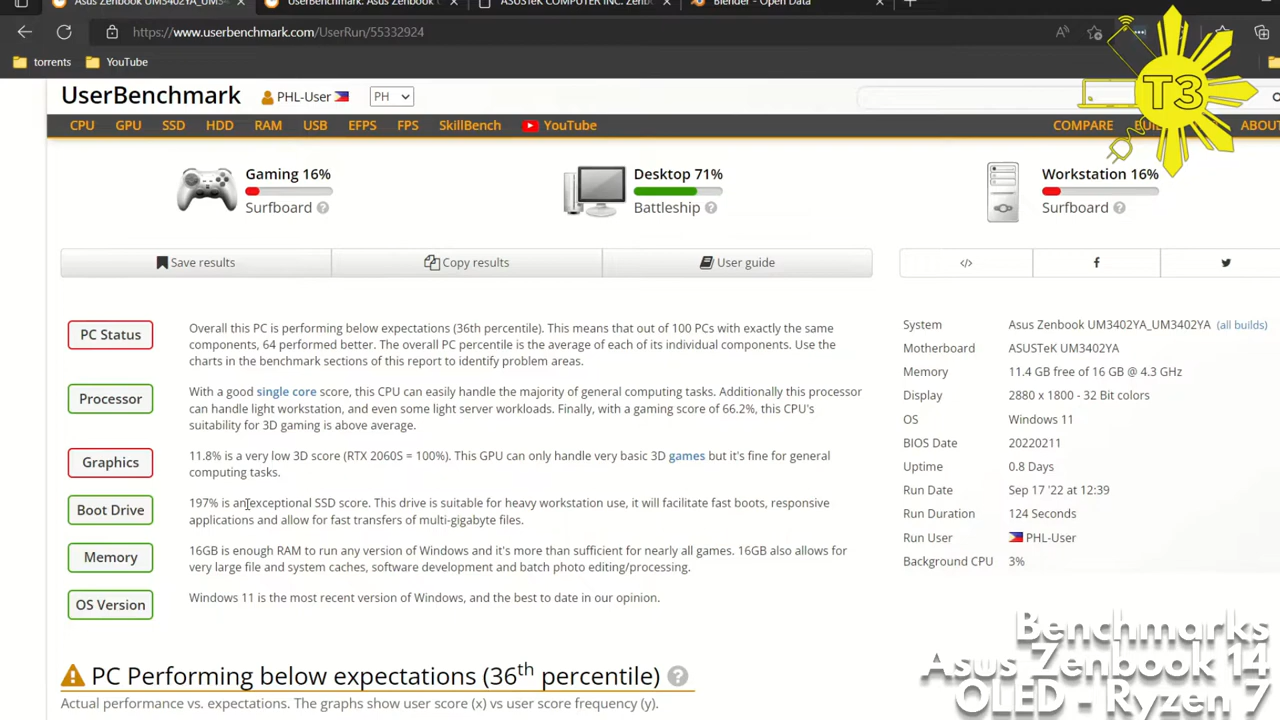 Asus Zenbook UM3402YA_UM3
UserBenchmark: Asus Zenbook
ASUSTeK COMPUTER INC. Zenb
Blender - Open Data
https://www.userbenchmark.com/UserRun/55332924
torrents
YouTube
T3
UserBenchmark
PHL-User
PH
CPU GPU SSD HDD RAM USB EFPS FPS SkillBench YouTube
COMPARE
ABOU
Gaming 16%
Surfboard
Desktop 71%
Battleship
Workstation 16%
Surfboard
Save results
Copy results
User guide
</>
PC Status
Overall this PC is performing below expectations (36th percentile). This means that out of 100 PCs with exactly the same
components, 64 performed better. The overall PC percentile is the average of each of its individual components. Use the
charts in the benchmark sections of this report to identify problem areas.
Processor
With a good single core score, this CPU can easily handle the majority of general computing tasks. Additionally this processor
can handle light workstation, and even some light server workloads. Finally, with a gaming score of 66.2%, this CPU's
suitability for 3D gaming is above average.
Graphics
11.8% is a very low 3D score (RTX 2060S = 100%). This GPU can only handle very basic 3D games but it's fine for general
computing tasks.
Boot Drive
197% is an exceptional SSD score. This drive is suitable for heavy workstation use, it will facilitate fast boots, responsive
applications and allow for fast transfers of multi-gigabyte files.
Memory
16GB is enough RAM to run any version of Windows and it's more than sufficient for nearly all games. 16GB also allows for
very large file and system caches, software development and batch photo editing/processing.
OS Version
Windows 11 is the most recent version of Windows, and the best to date in our opinion.
System Asus Zenbook UM3402YA_UM3402YA (all builds)
Motherboard ASUSTeK UM3402YA
Memory 11.4 GB free of 16 GB @ 4.3 GHz
Display 2880 x 1800 - 32 Bit colors
OS Windows 11
BIOS Date 20220211
Uptime 0.8 Days
Run Date Sep 17 '22 at 12:39
Run Duration 124 Seconds
Run User PHL-User
Background CPU 3%
PC Performing below expectations (36th percentile)
Actual performance vs. expectations. The graphs show user score (x) vs user score frequency (y).
Benchmarks
Asus Zenbook 14
OLED - Ryzen 7